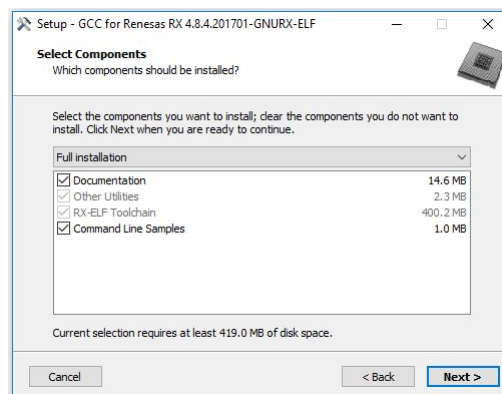 Setup - GCC for Renesas RX 4.8.4.201701-GNURX-ELF
Select Components
Which components should be installed?
Select the components you want to install; clear the components you do not want to
install. Click Next when you are ready to continue.
Full installation
Documentation 14.6 MB
Other Utilities 2.3 MB
RX-ELF Toolchain 400.2 MB
Command Line Samples 1.0 MB
Current selection requires at least 419.0 MB of disk space.
Cancel < Back Next >